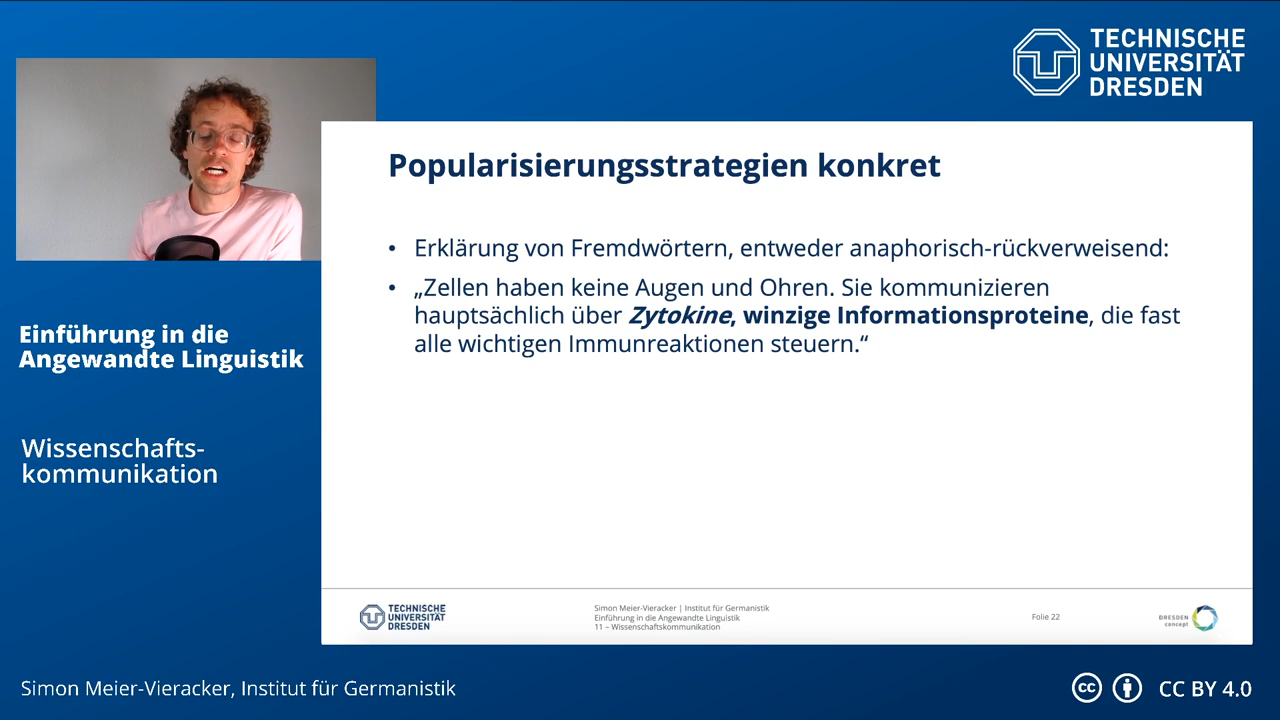 TECHNISCHE
UNIVERSITÄT
DRESDEN
Popularisierungsstrategien konkret
• Erklärung von Fremdwörtern, entweder anaphorisch-rückverweisend:
• „Zellen haben keine Augen und Ohren. Sie kommunizieren
hauptsächlich über Zytokine, winzige Informationsproteine, die fast
alle wichtigen Immunreaktionen steuern.“
Einführung in die
Angewandte Linguistik
Wissenschafts-
kommunikation
TECHNISCHE
UNIVERSITÄT
DRESDEN
Simon Meier-Vieracker | Institut für Germanistik
Einführung in die Angewandte Linguistik
11 – Wissenschaftskommunikation
Folie 22
DRESDEN
concept
Simon Meier-Vieracker, Institut für Germanistik
cc
CC BY 4.0